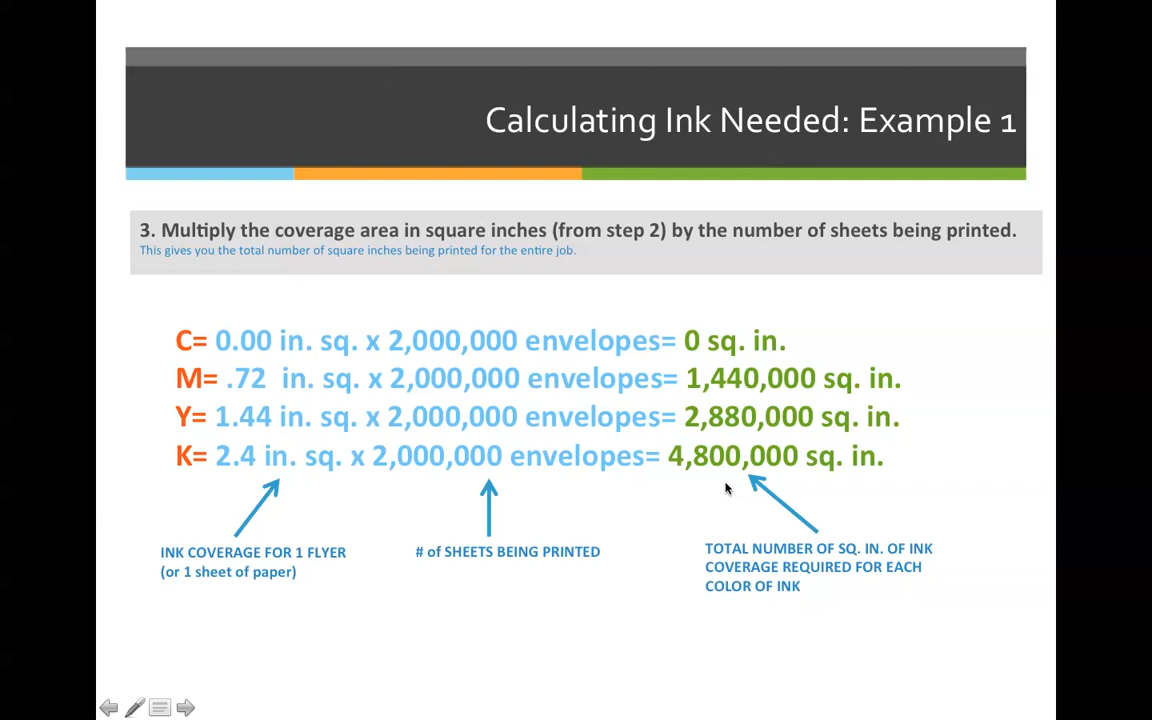 Calculating Ink Needed: Example 1
3. Multiply the coverage area in square inches (from step 2) by the number of sheets being printed.
This gives you the total number of square inches being printed for the entire job.
C= 0.00 in. sq. x 2,000,000 envelopes= 0 sq. in.
M= .72 in. sq. x 2,000,000 envelopes= 1,440,000 sq. in.
Y= 1.44 in. sq. x 2,000,000 envelopes= 2,880,000 sq. in.
K= 2.4 in. sq. x 2,000,000 envelopes= 4,800,000 sq. in.
INK COVERAGE FOR 1 FLYER
(or 1 sheet of paper)
# of SHEETS BEING PRINTED
TOTAL NUMBER OF SQ. IN. OF INK
COVERAGE REQUIRED FOR EACH
COLOR OF INK